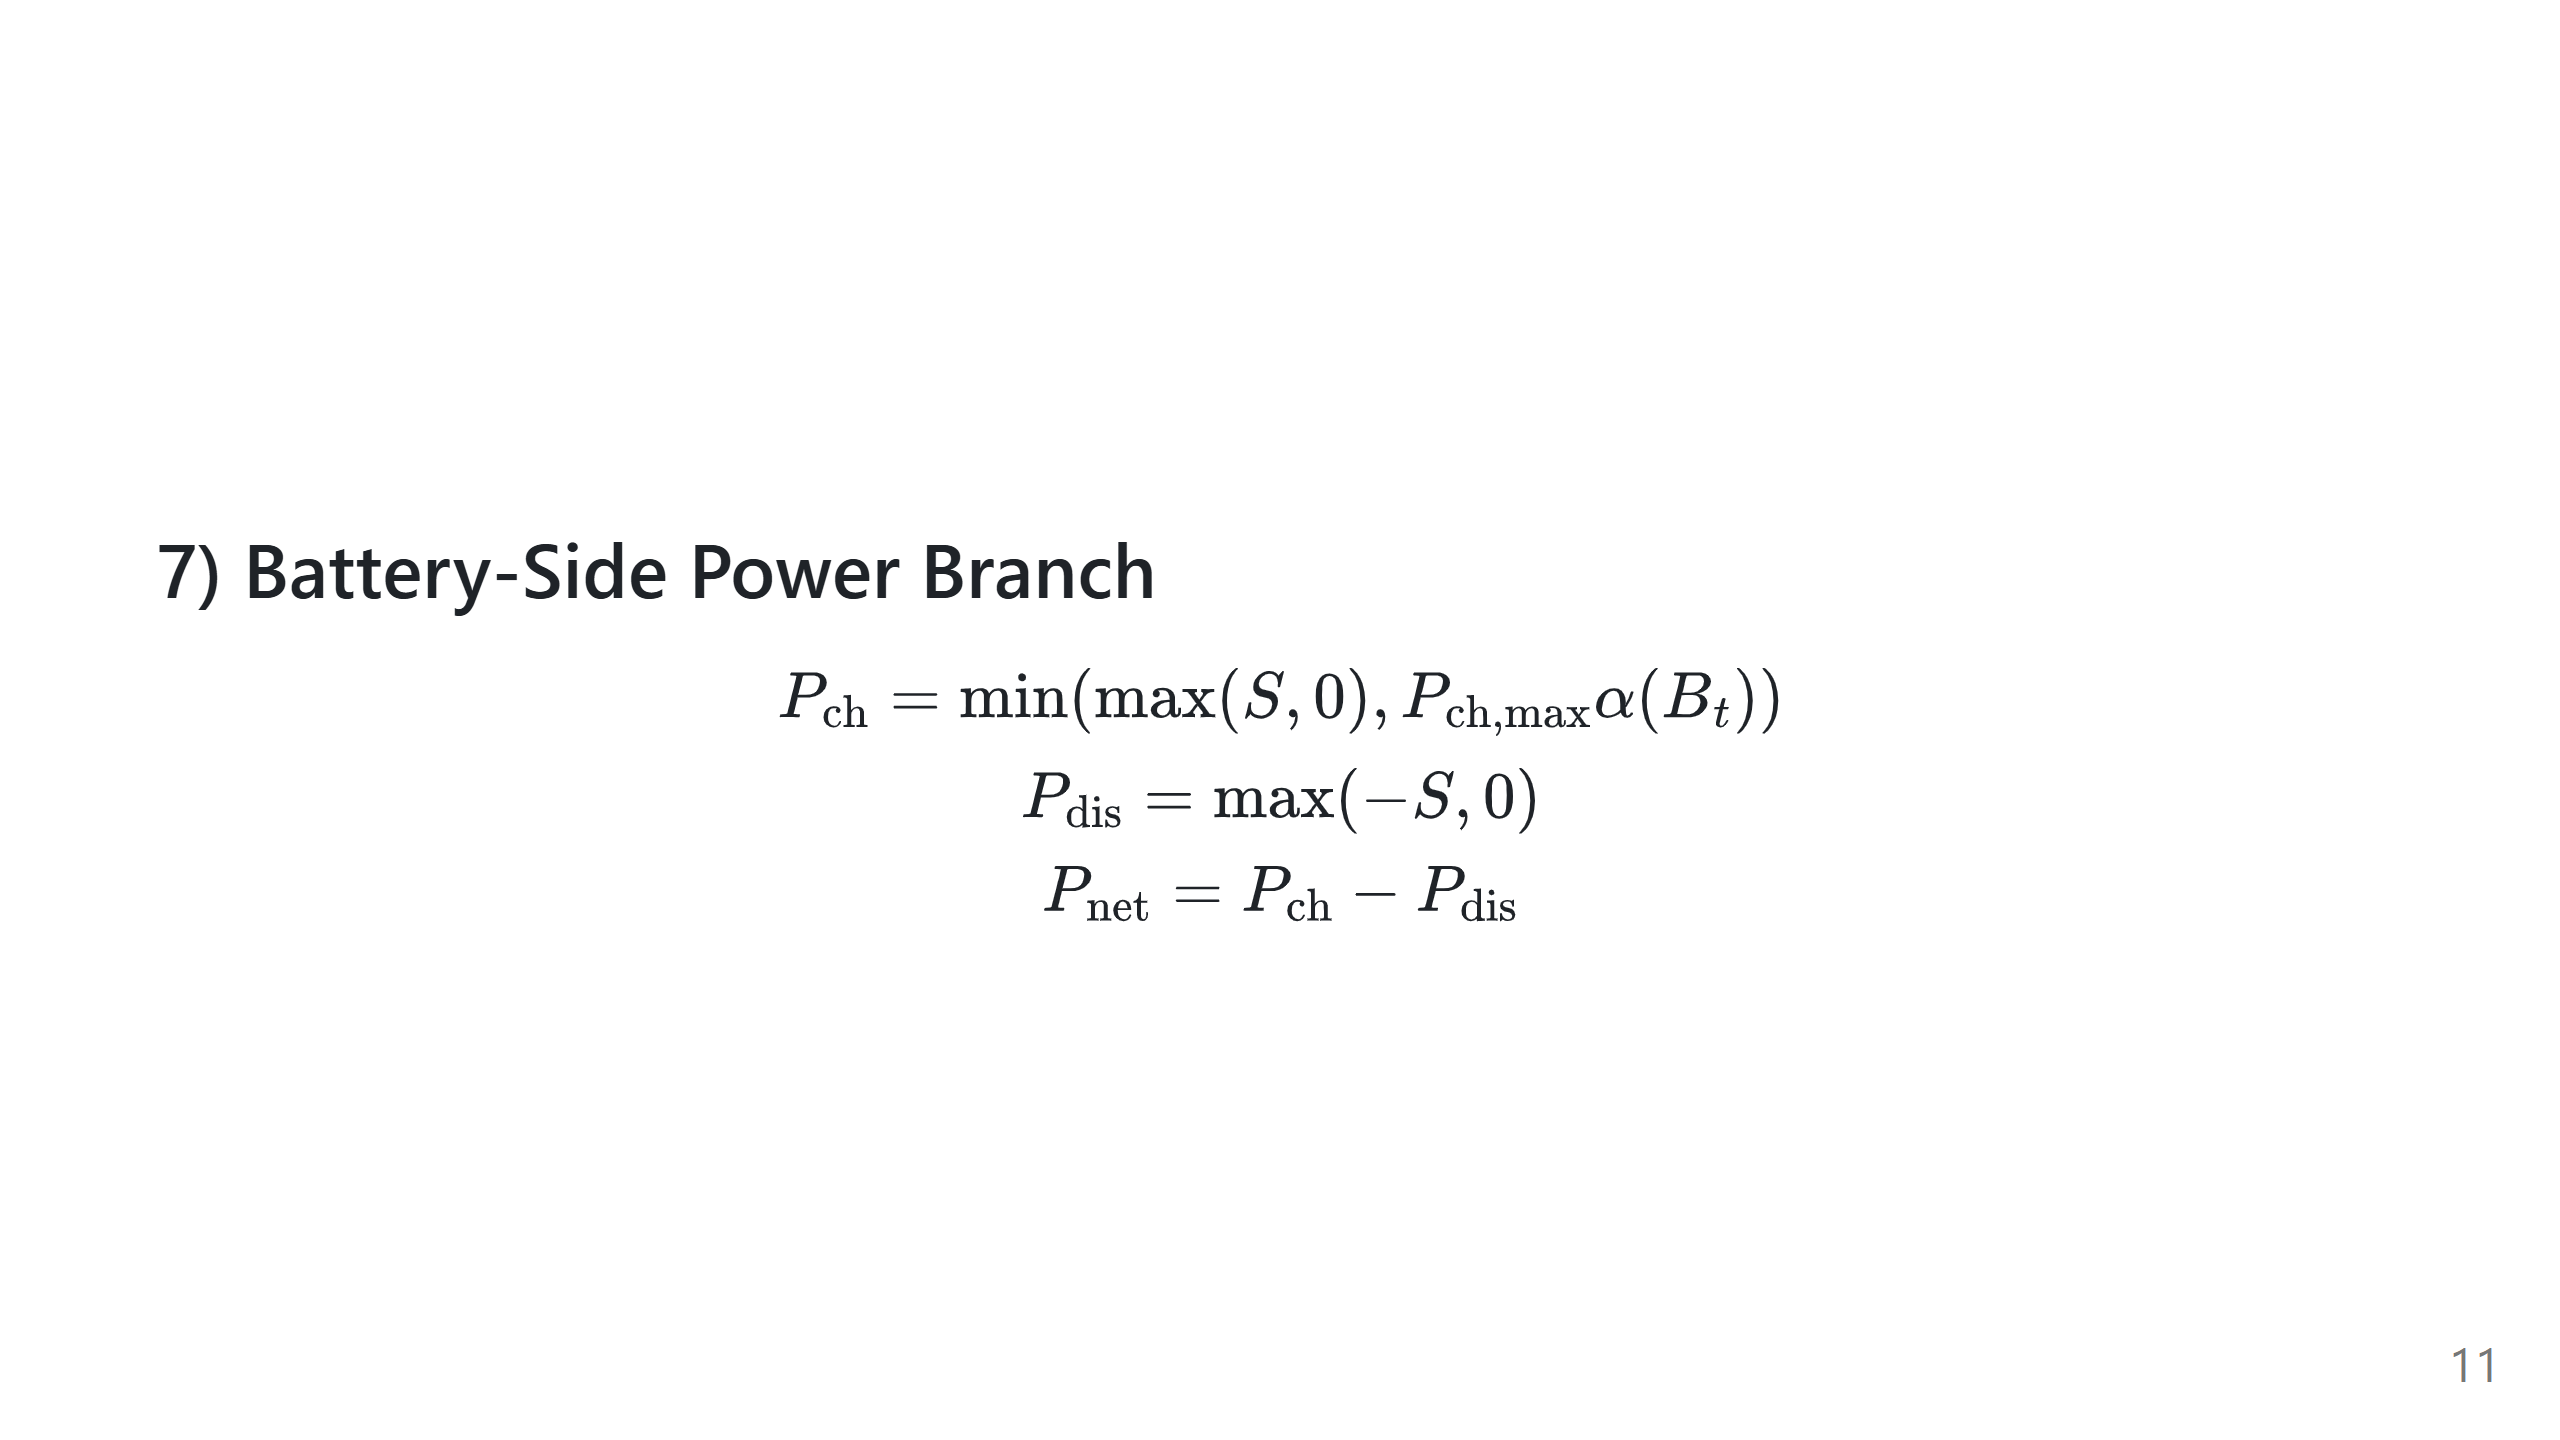 7) Battery-Side Power Branch
P_ch = min(max(S, 0), P_ch,max α(B_t))
P_dis = max(−S, 0)
P_net = P_ch − P_dis
11